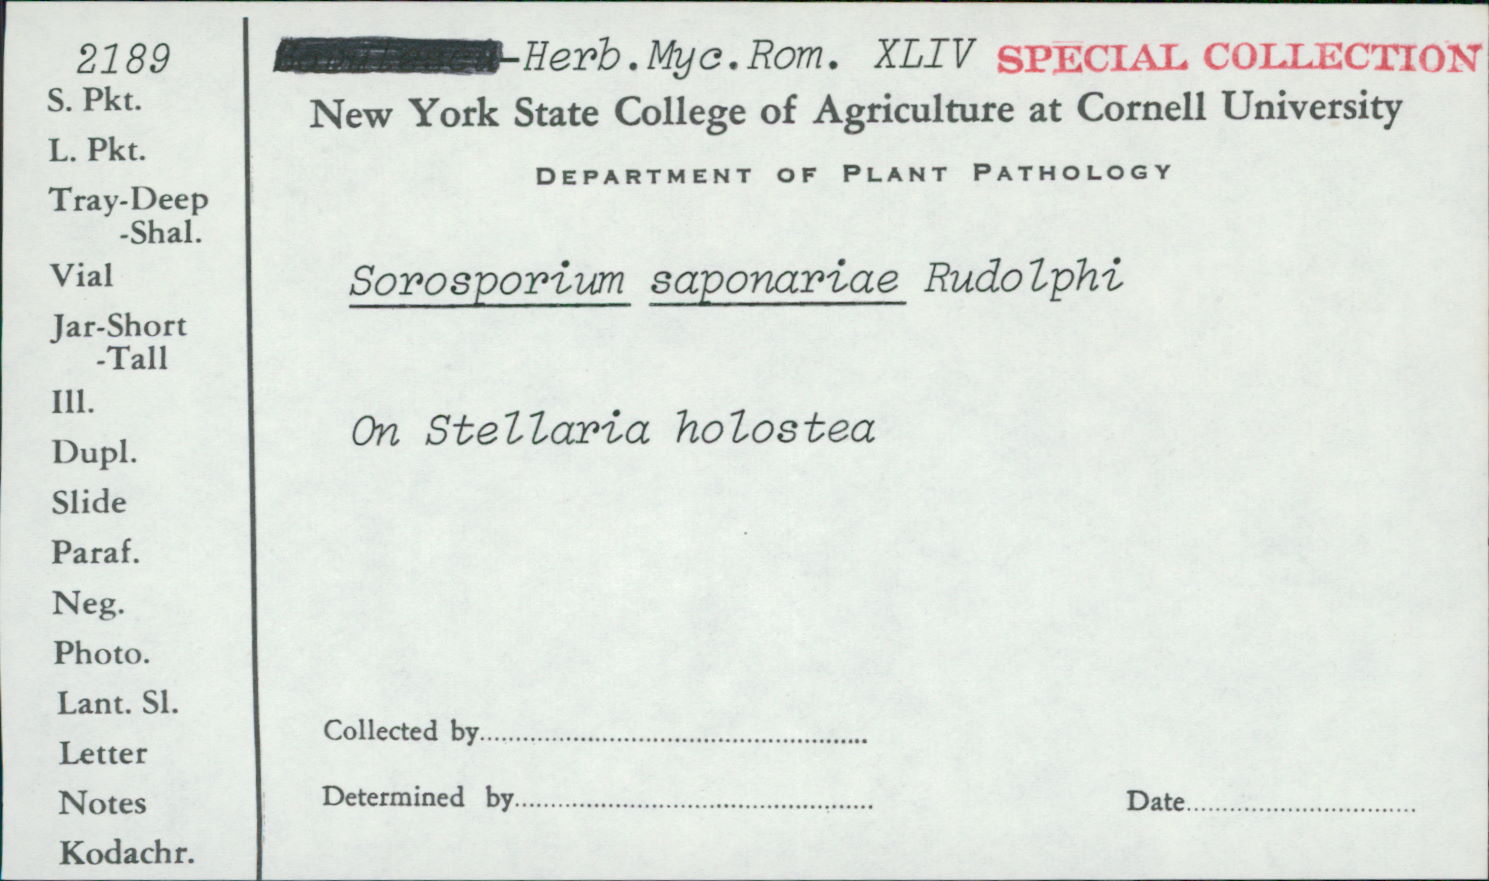 2189
S. Pkt.
L. Pkt.
Tray-Deep
-Shal.
Vial
Jar-Short
-Tall
Ill.
Dupl.
Slide
Paraf.
Neg.
Photo.
Lant. Sl.
Letter
Notes
Kodachr.
-Herb.Myc.Rom. XLIV SPECIAL COLLECTION
New York State College of Agriculture at Cornell University
DEPARTMENT OF PLANT PATHOLOGY
Sorosporium saponariae Rudolphi
On Stellaria holostea
Collected by
Determined by
Date